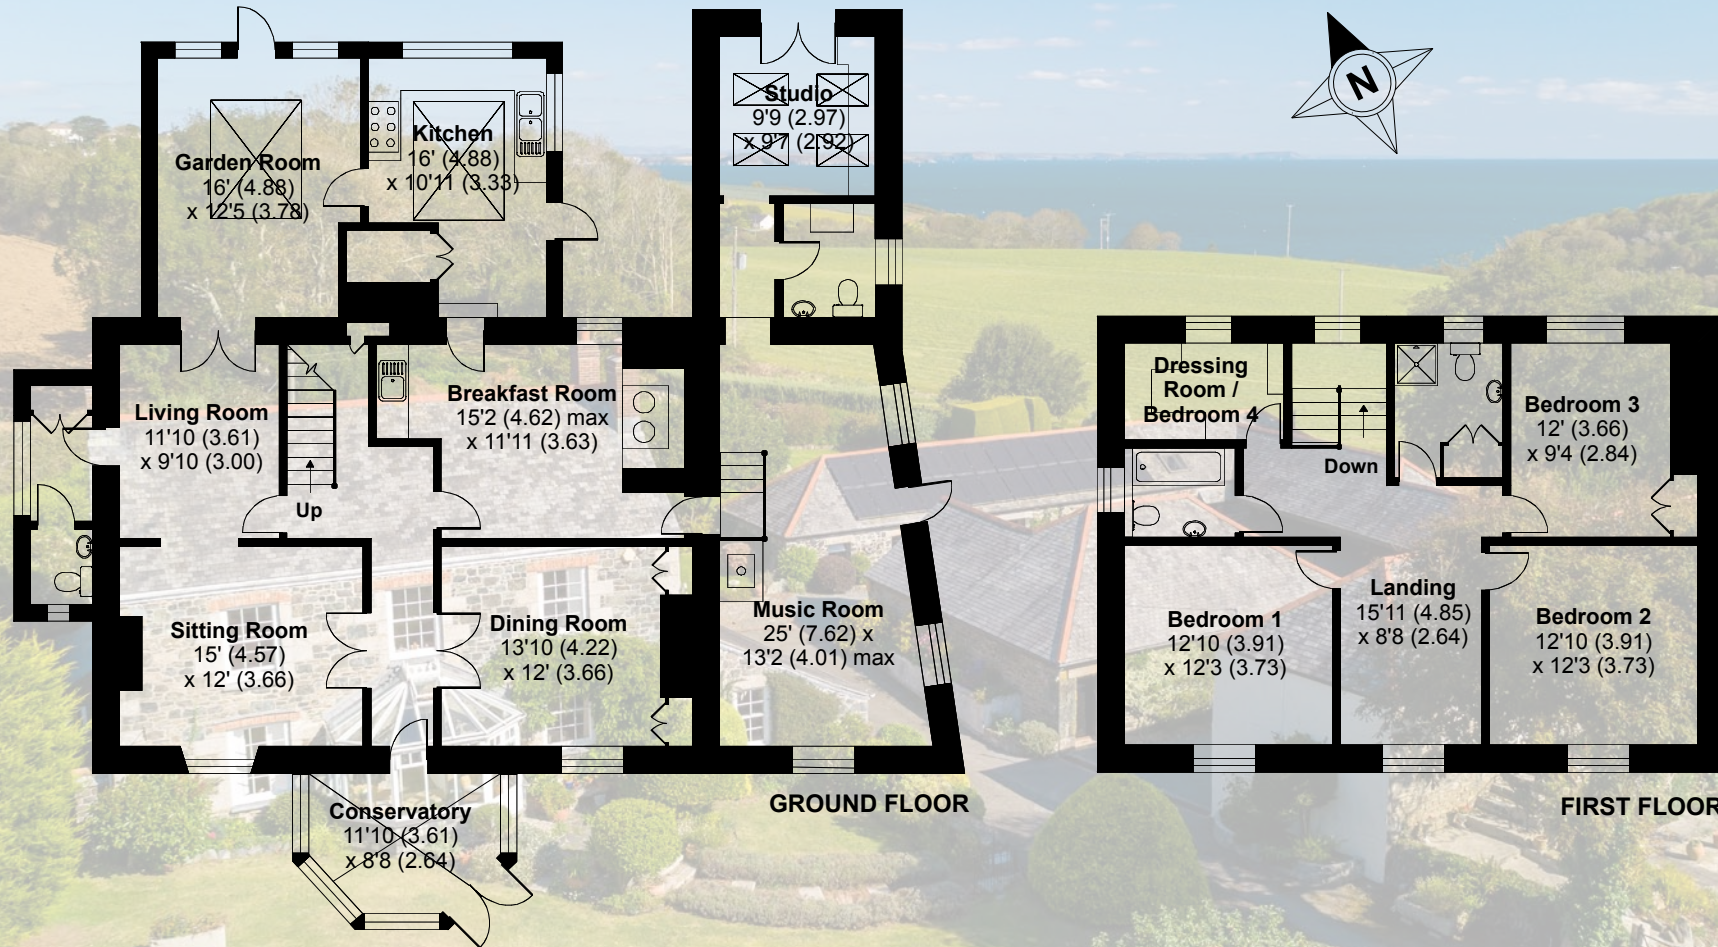 Garden Room
16' (4.88)
x 12'5 (3.78)
Kitchen
16' (4.88)
x 10'11 (3.33)
Studio
9'9 (2.97)
x 9'7 (2.92)
N
Living Room
11'10 (3.61)
x 9'10 (3.00)
Up
Breakfast Room
15'2 (4.62) max
x 11'11 (3.63)
Sitting Room
15' (4.57)
x 12' (3.66)
Dining Room
13'10 (4.22)
x 12' (3.66)
Music Room
25' (7.62) x
13'2 (4.01) max
Conservatory
11'10 (3.61)
x 8'8 (2.64)
GROUND FLOOR
Dressing
Room /
Bedroom 4
Down
Bedroom 3
12' (3.66)
x 9'4 (2.84)
Bedroom 1
12'10 (3.91)
x 12'3 (3.73)
Landing
15'11 (4.85)
x 8'8 (2.64)
Bedroom 2
12'10 (3.91)
x 12'3 (3.73)
FIRST FLOOR